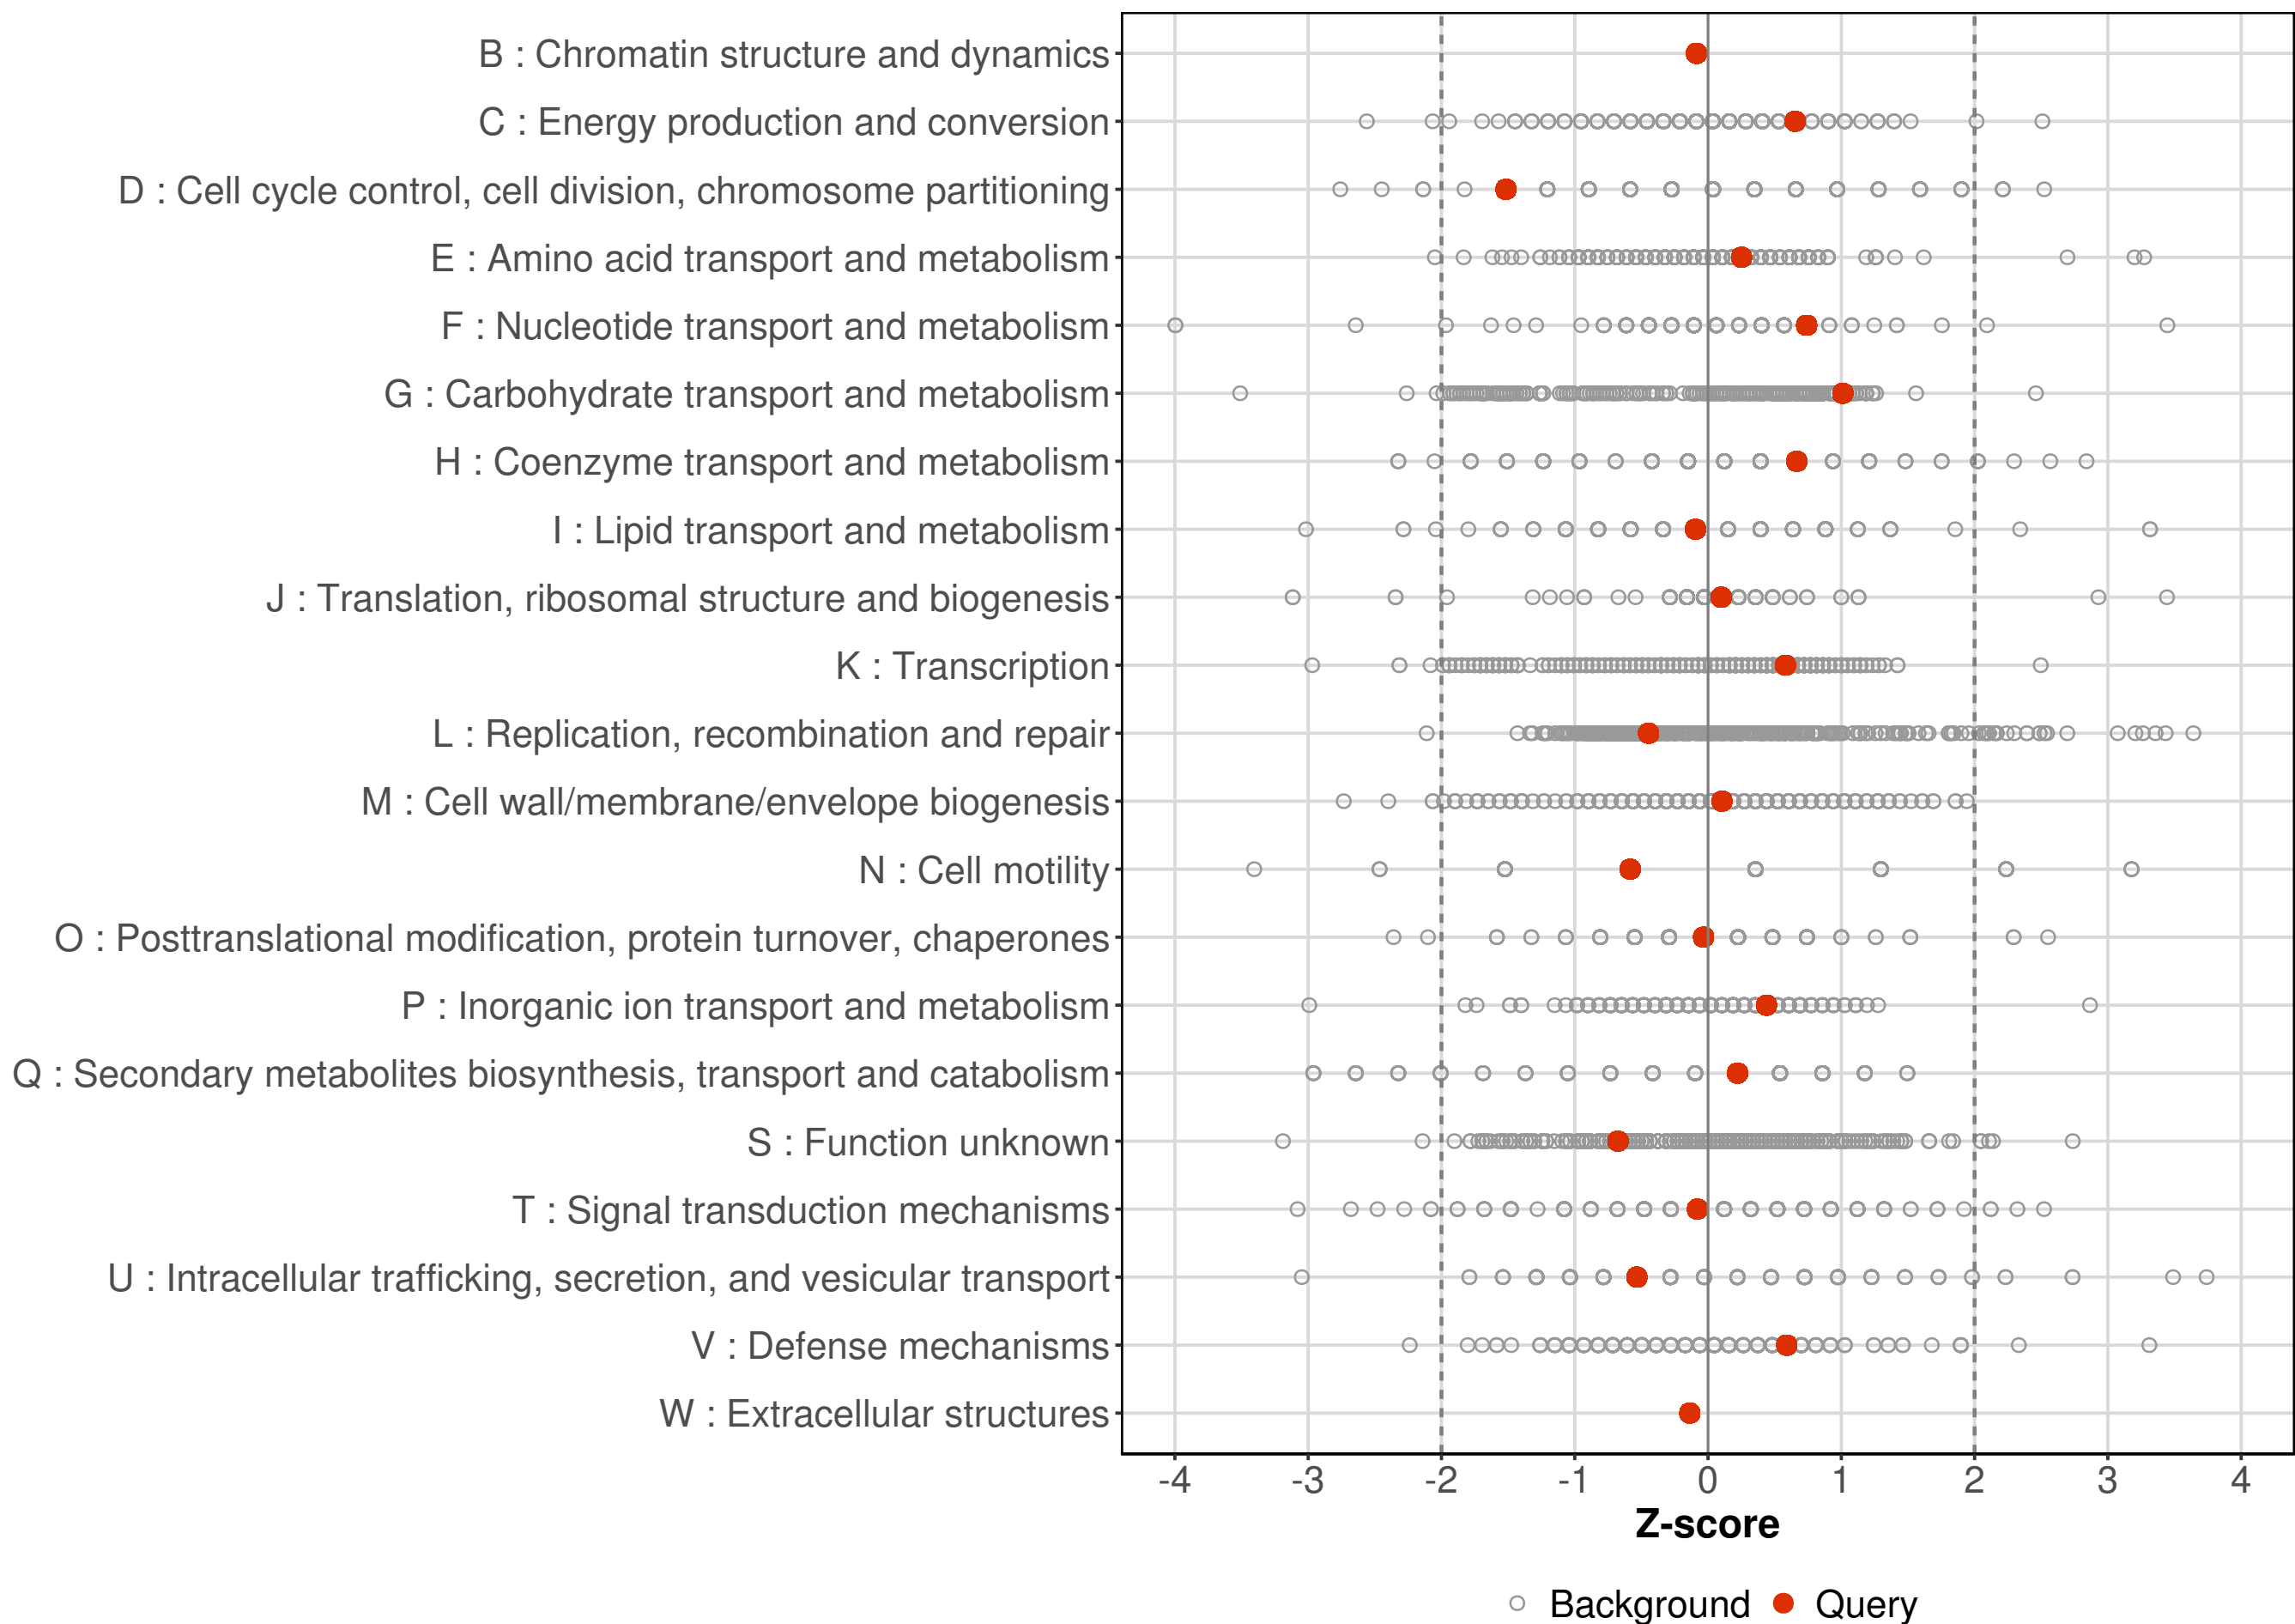 B : Chromatin structure and dynamics
C : Energy production and conversion
D : Cell cycle control, cell division, chromosome partitioning
E : Amino acid transport and metabolism
F : Nucleotide transport and metabolism
G : Carbohydrate transport and metabolism
H : Coenzyme transport and metabolism
I : Lipid transport and metabolism
J : Translation, ribosomal structure and biogenesis
K : Transcription
L : Replication, recombination and repair
M : Cell wall/membrane/envelope biogenesis
N : Cell motility
O : Posttranslational modification, protein turnover, chaperones
P : Inorganic ion transport and metabolism
Q : Secondary metabolites biosynthesis, transport and catabolism
S : Function unknown
T : Signal transduction mechanisms
U : Intracellular trafficking, secretion, and vesicular transport
V : Defense mechanisms
W : Extracellular structures
-4 -3 -2 -1 0 1 2 3 4
Z-score
Background Query